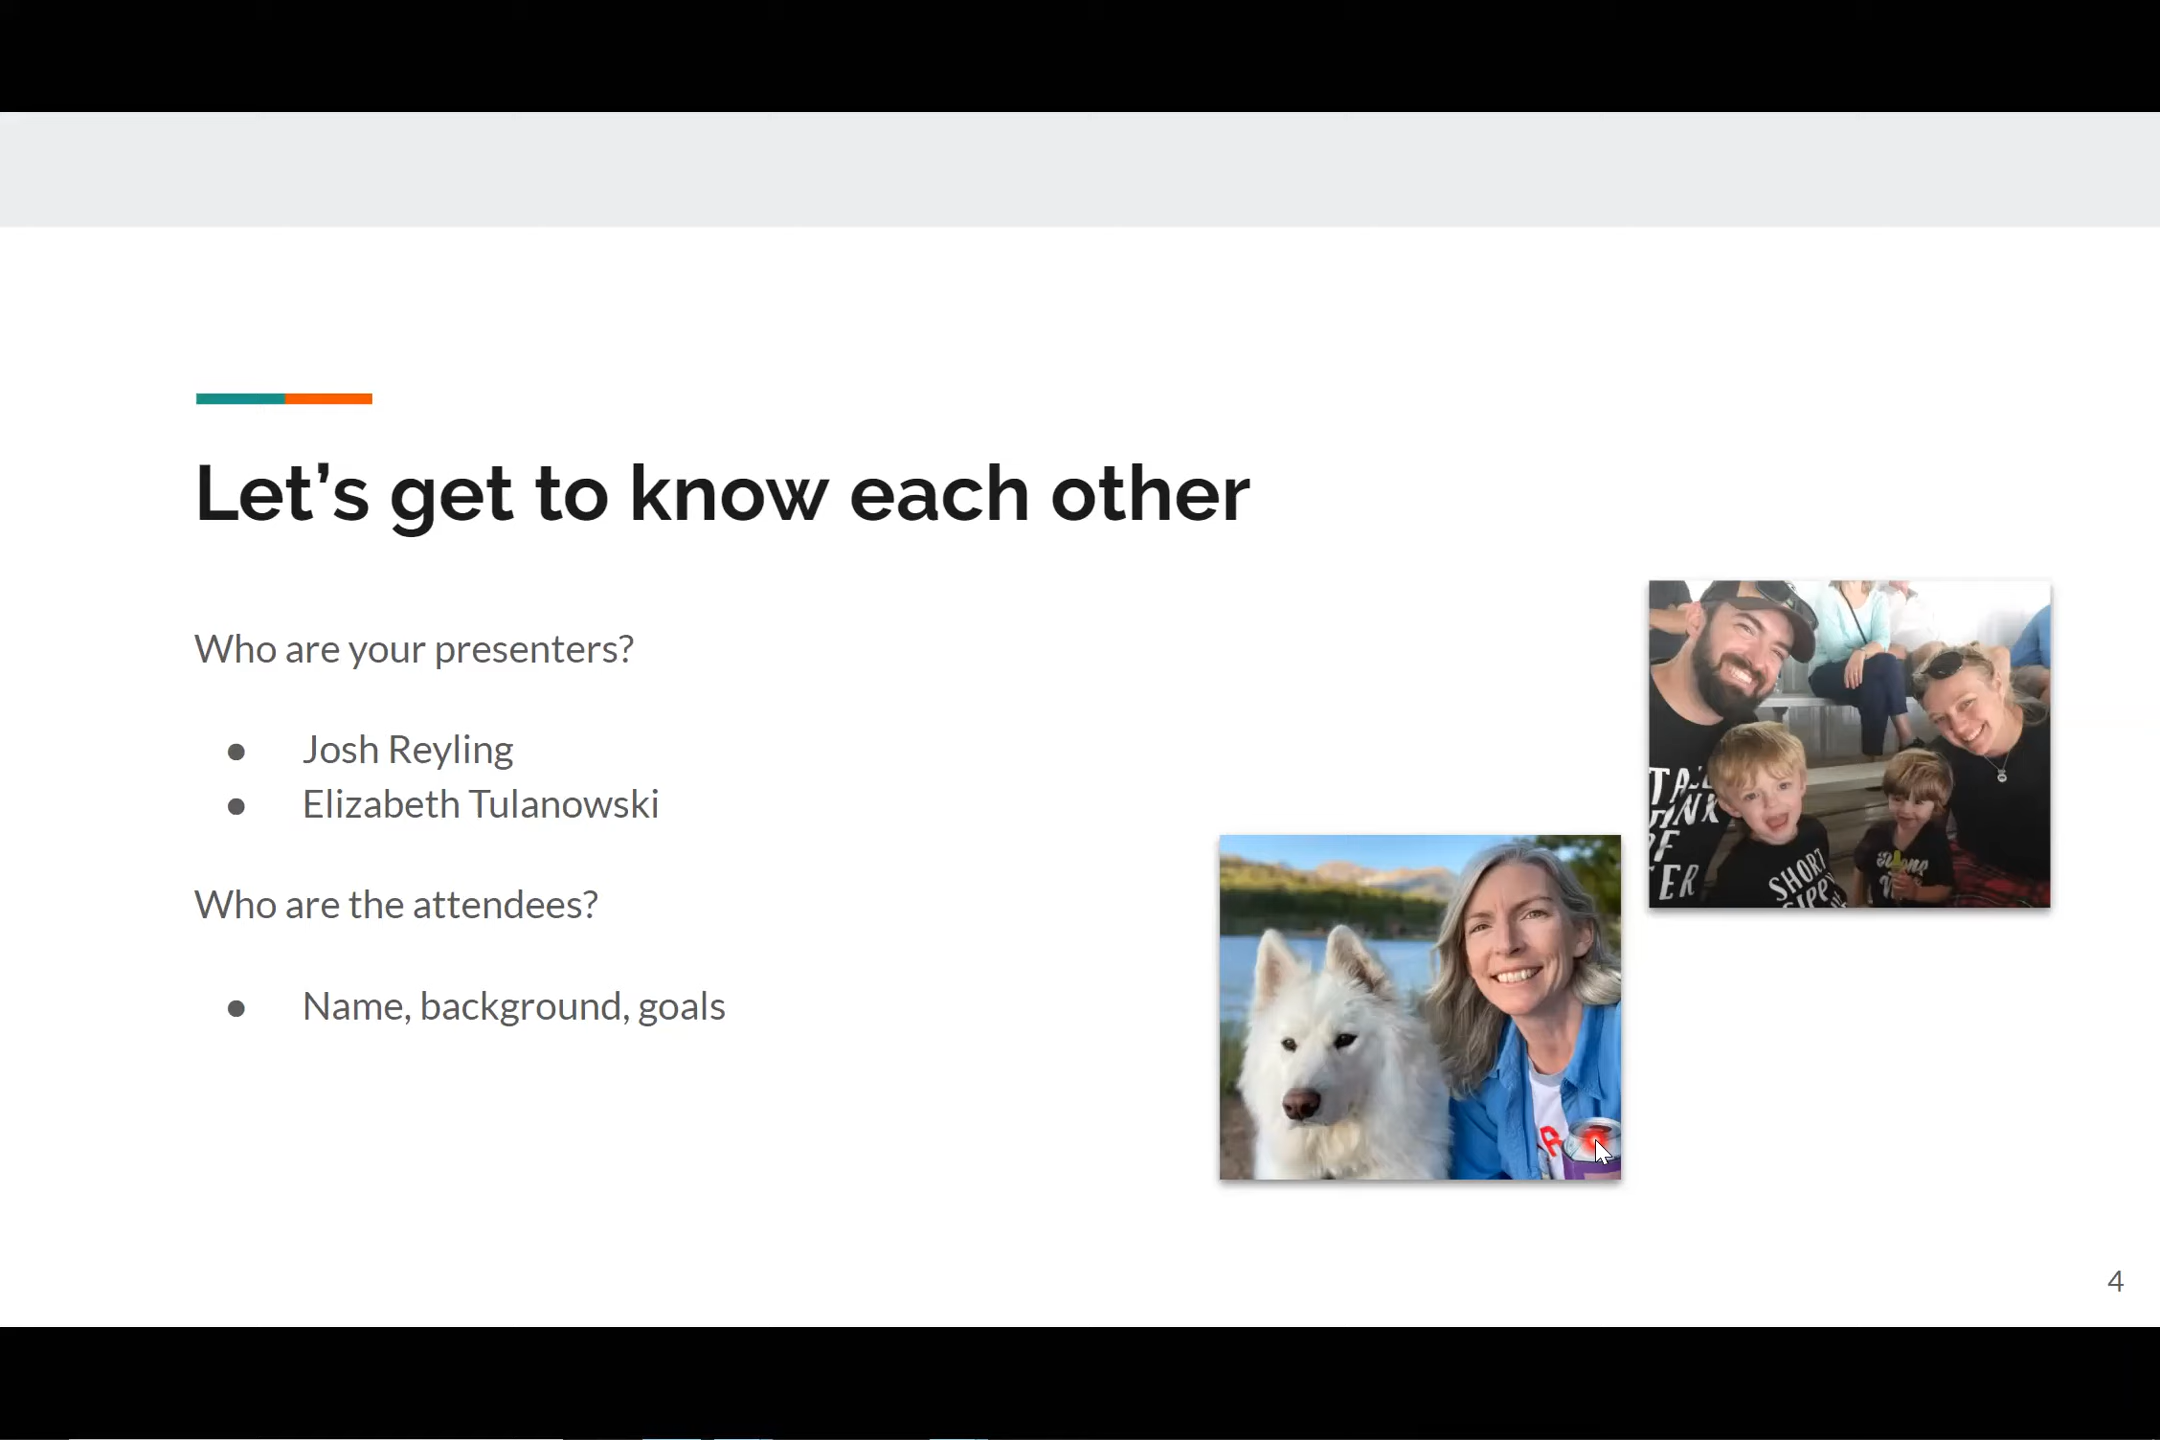 Let’s get to know each other
Who are your presenters?
● Josh Reyling
● Elizabeth Tulanowski
Who are the attendees?
● Name, background, goals
SHORT
4